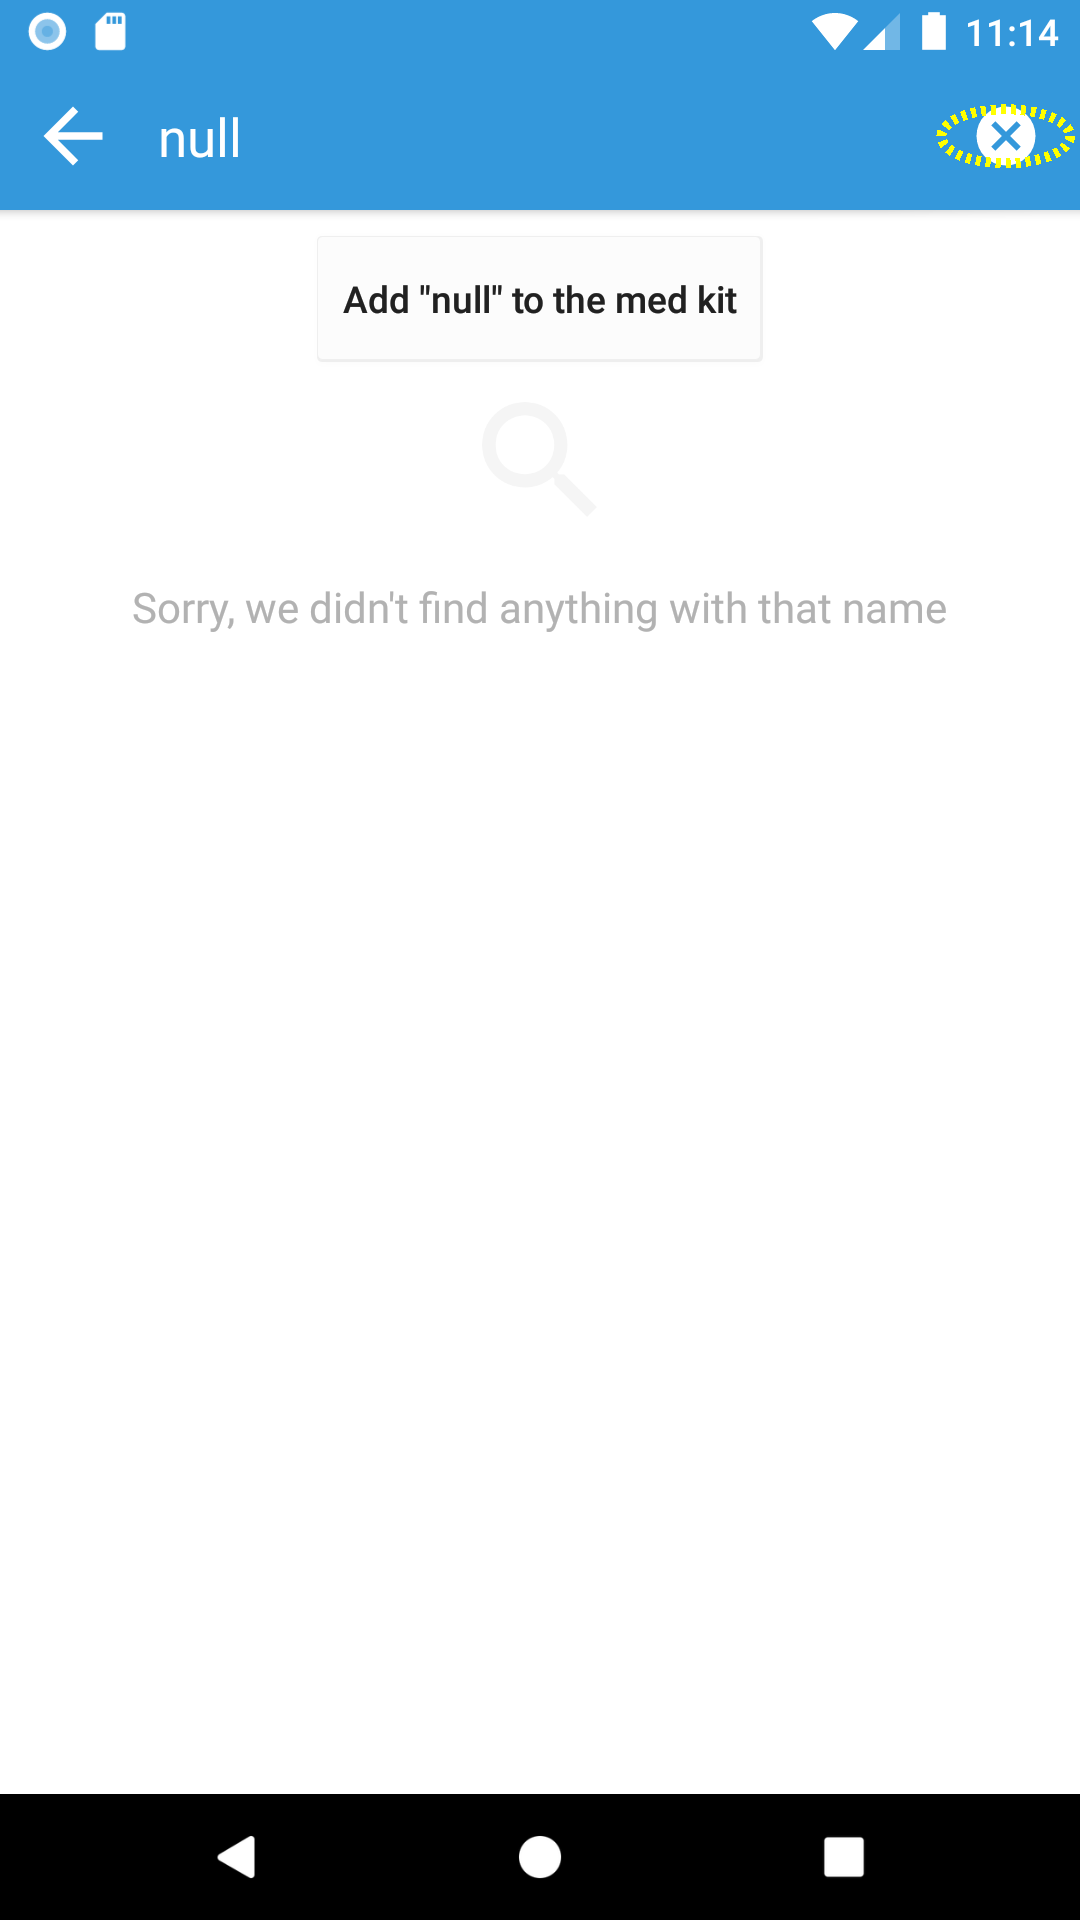 11:14
null
Add "null" to the med kit
Sorry, we didn't find anything with that name